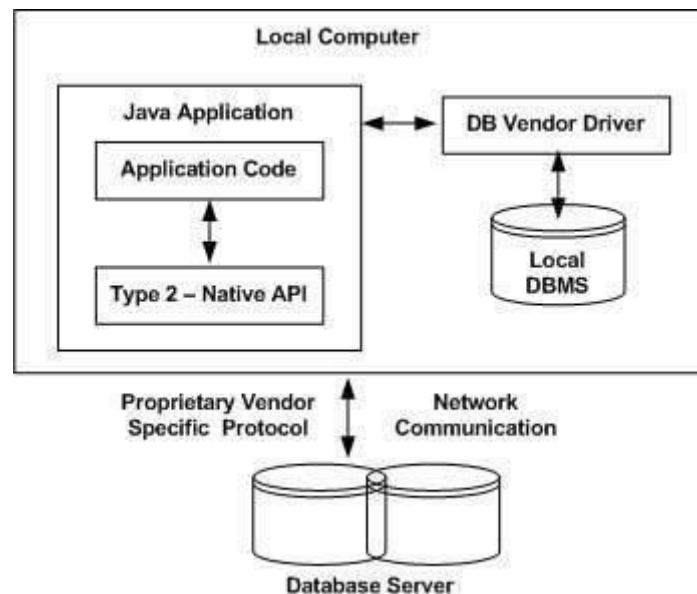 Local Computer
Java Application
Application Code
Type 2 – Native API
DB Vendor Driver
Local
DBMS
Proprietary Vendor
Specific Protocol
Network
Communication
Database Server